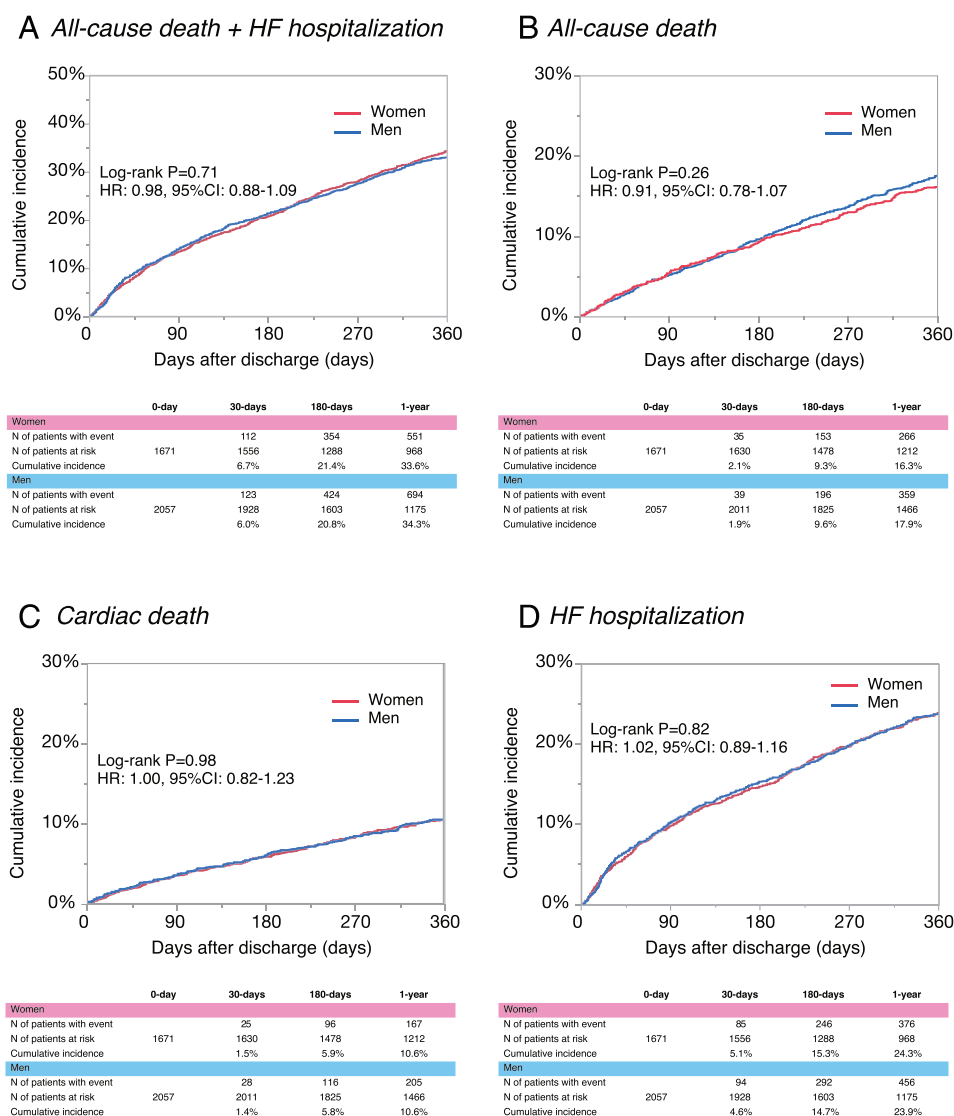 A All-cause death + HF hospitalization
50%
40%
30%
20%
10%
0%
Cumulative incidence
Women
Men
Log-rank P=0.71
HR: 0.98, 95%CI: 0.88-1.09
0 90 180 270 360
Days after discharge (days)
0-day 30-days 180-days 1-year
Women
N of patients with event 112 354 551
N of patients at risk 1671 1556 1288 968
Cumulative incidence 6.7% 21.4% 33.6%
Men
N of patients with event 123 424 694
N of patients at risk 2057 1928 1603 1175
Cumulative incidence 6.0% 20.8% 34.3%
B All-cause death
30%
20%
10%
0%
Cumulative incidence
Women
Men
Log-rank P=0.26
HR: 0.91, 95%CI: 0.78-1.07
0 90 180 270 360
Days after discharge (days)
0-day 30-days 180-days 1-year
Women
N of patients with event 35 153 266
N of patients at risk 1671 1630 1478 1212
Cumulative incidence 2.1% 9.3% 16.3%
Men
N of patients with event 39 196 359
N of patients at risk 2057 2011 1825 1466
Cumulative incidence 1.9% 9.6% 17.9%
C Cardiac death
30%
20%
10%
0%
Cumulative incidence
Women
Men
Log-rank P=0.98
HR: 1.00, 95%CI: 0.82-1.23
0 90 180 270 360
Days after discharge (days)
0-day 30-days 180-days 1-year
Women
N of patients with event 25 96 167
N of patients at risk 1671 1630 1478 1212
Cumulative incidence 1.5% 5.9% 10.6%
Men
N of patients with event 28 116 205
N of patients at risk 2057 2011 1825 1466
Cumulative incidence 1.4% 5.8% 10.6%
D HF hospitalization
30%
20%
10%
0%
Cumulative incidence
Women
Men
Log-rank P=0.82
HR: 1.02, 95%CI: 0.89-1.16
0 90 180 270 360
Days after discharge (days)
0-day 30-days 180-days 1-year
Women
N of patients with event 85 246 376
N of patients at risk 1671 1556 1288 968
Cumulative incidence 5.1% 15.3% 24.3%
Men
N of patients with event 94 292 456
N of patients at risk 2057 1928 1603 1175
Cumulative incidence 4.6% 14.7% 23.9%